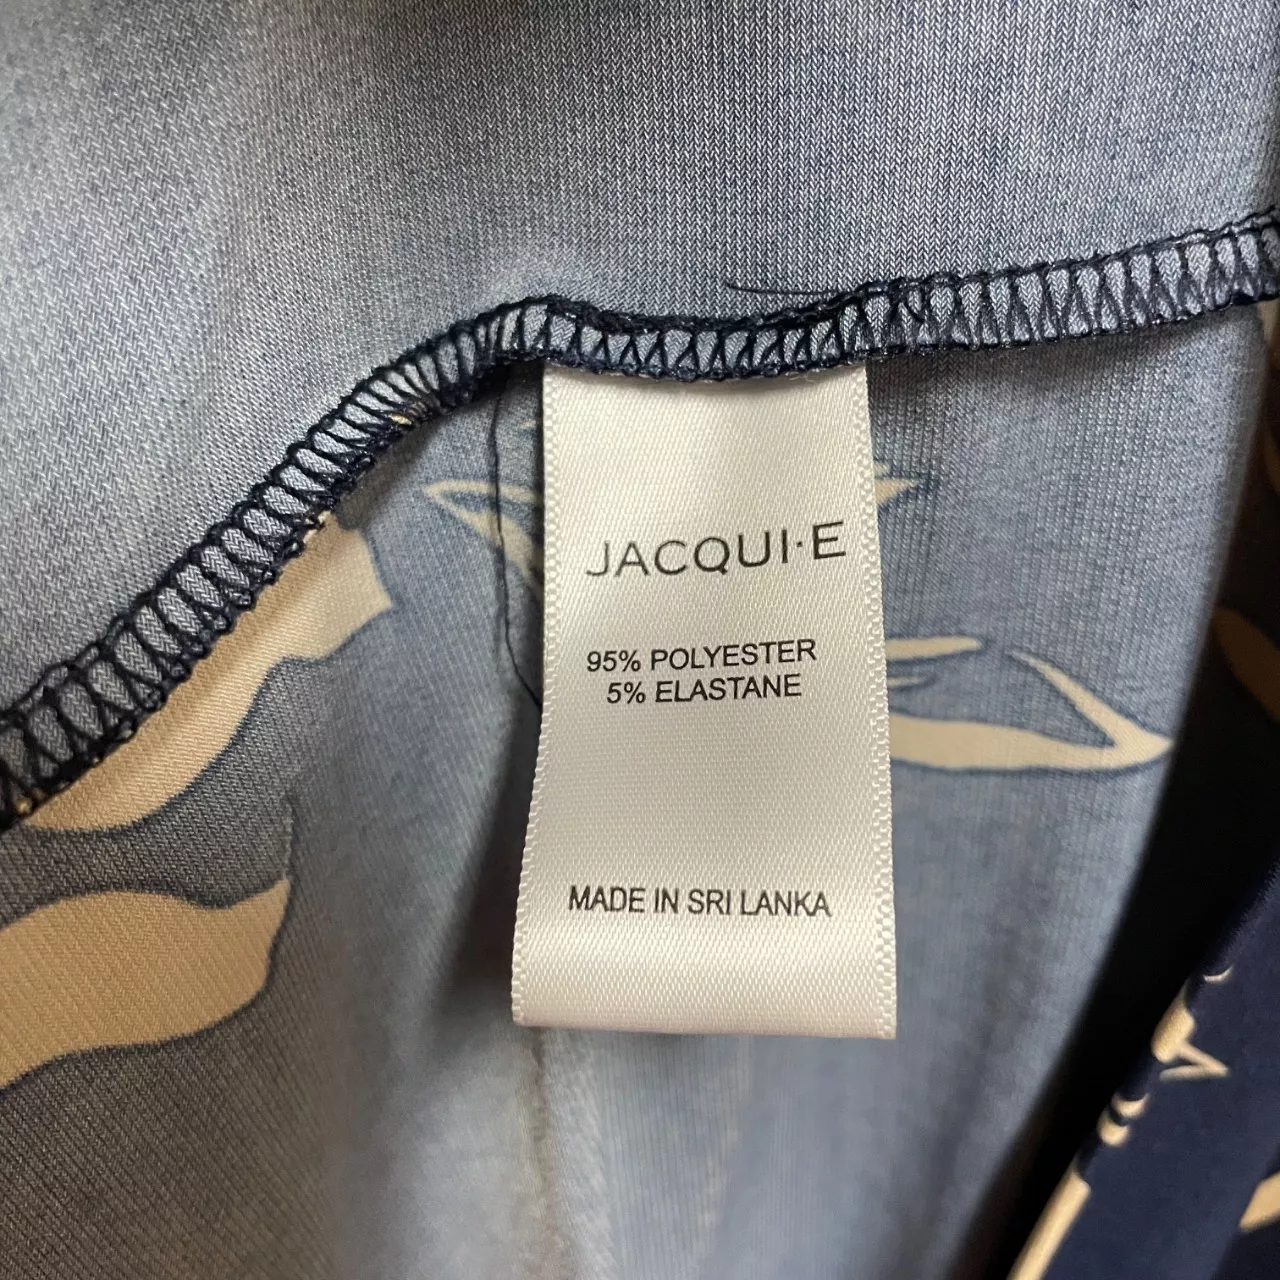 JACQUI·E
95% POLYESTER
5% ELASTANE
MADE IN SRI LANKA